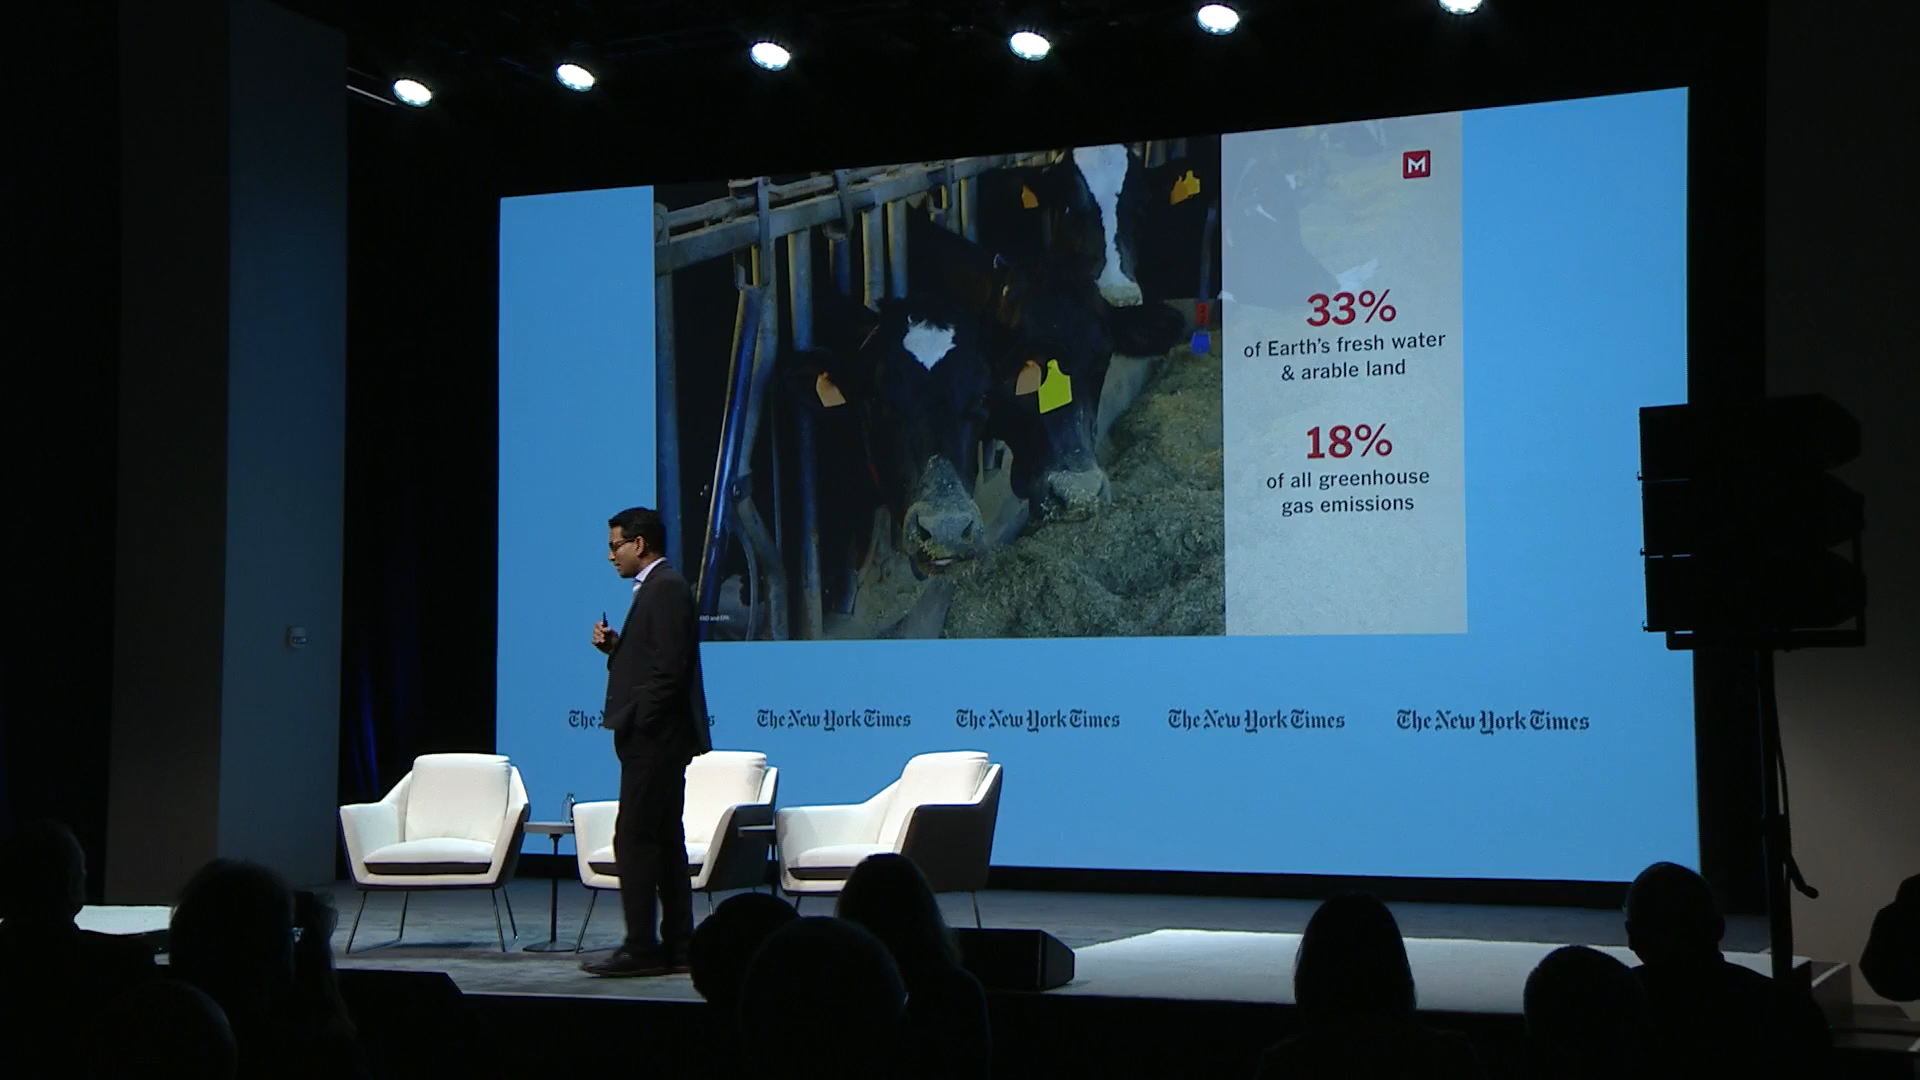 M
33%
of Earth's fresh water
& arable land
18%
of all greenhouse
gas emissions
The New York Times
The New York Times
The New York Times
The New York Times